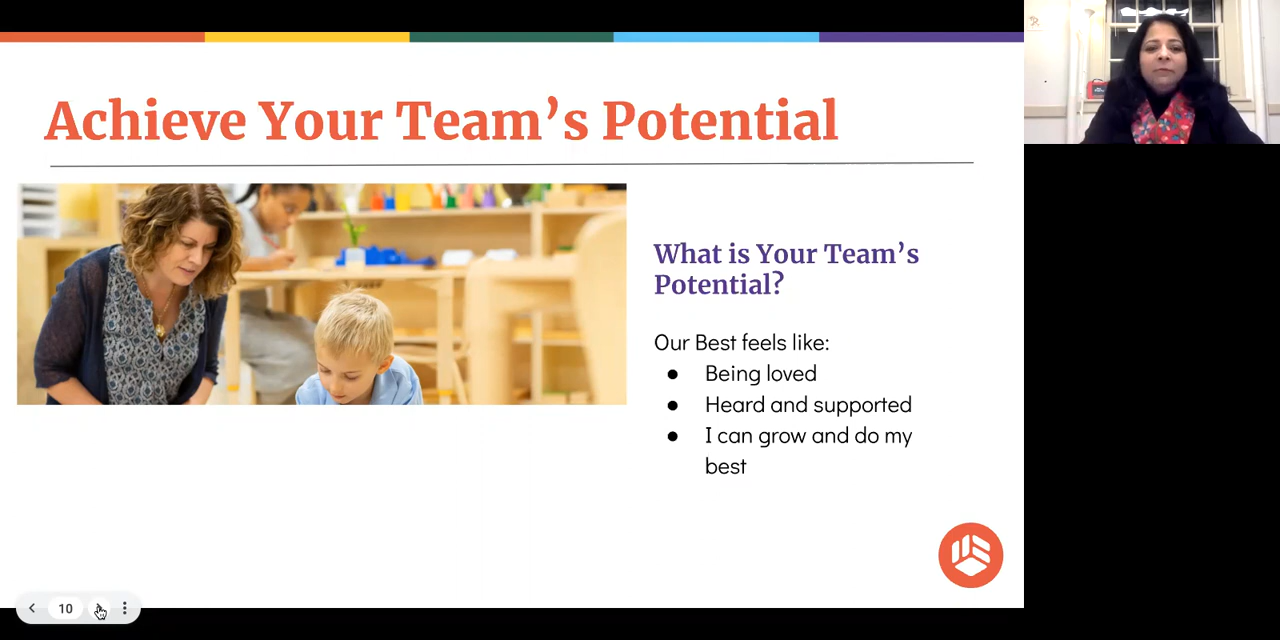 Achieve Your Team’s Potential
What is Your Team’s
Potential?
Our Best feels like:
● Being loved
● Heard and supported
● I can grow and do my
best
10